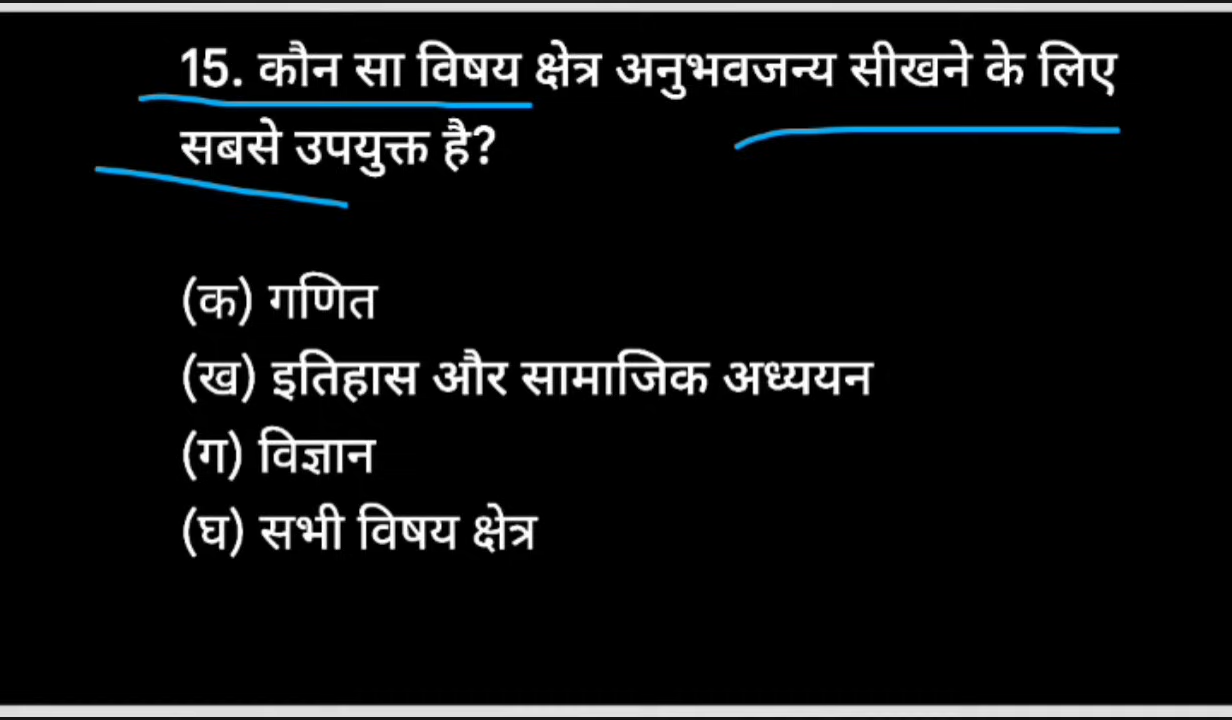 15. कौन सा विषय क्षेत्र अनुभवजन्य सीखने के लिए
सबसे उपयुक्त है?
(क) गणित
(ख) इतिहास और सामाजिक अध्ययन
(ग) विज्ञान
(घ) सभी विषय क्षेत्र